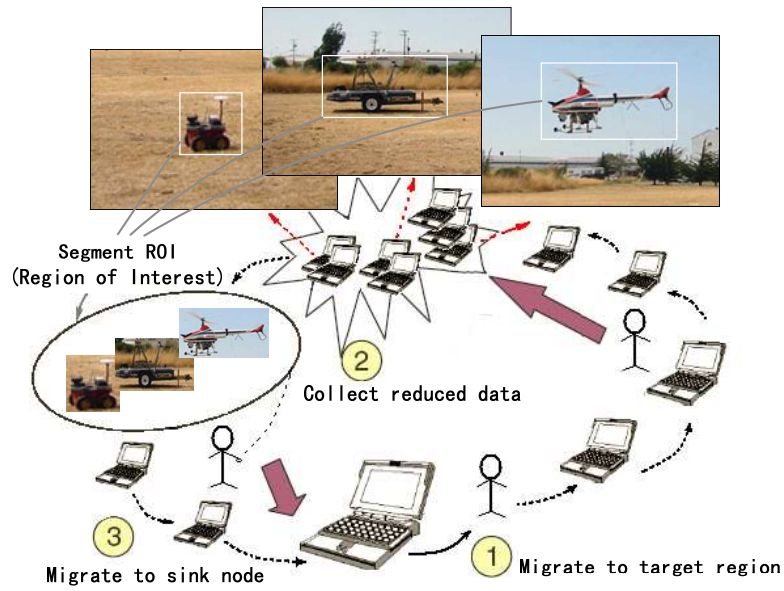 Segment ROI
(Region of Interest)
2
Collect reduced data
3
Migrate to sink node
1
Migrate to target region